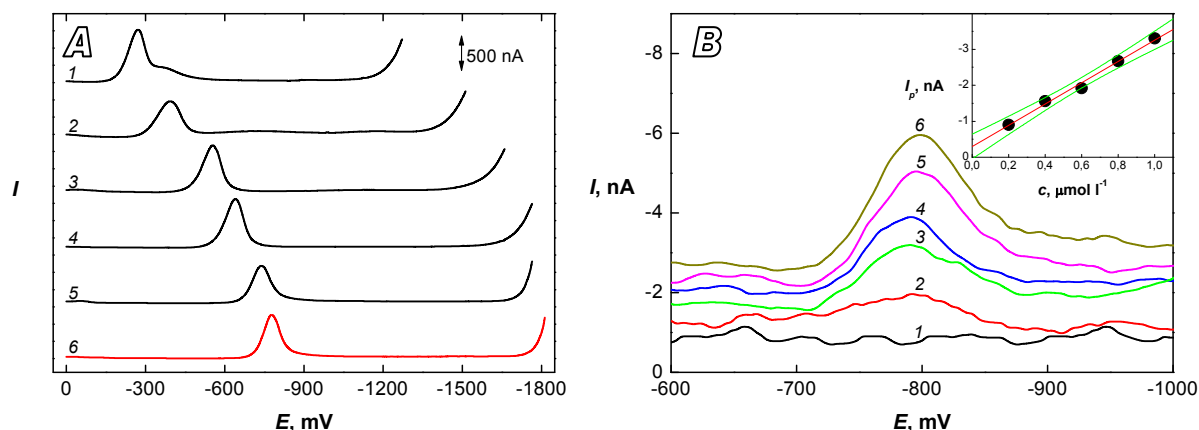 A
500 nA
1
2
3
4
5
6
I
0 -300 -600 -900 -1200 -1500 -1800
E, mV
B
-8
-6
-4
-2
0
I, nA
6
5
4
3
2
1
-600 -700 -800 -900 -1000
E, mV
-3
-2
-1
0
I_p, nA
0,0 0,2 0,4 0,6 0,8 1,0
c, μmol l⁻¹